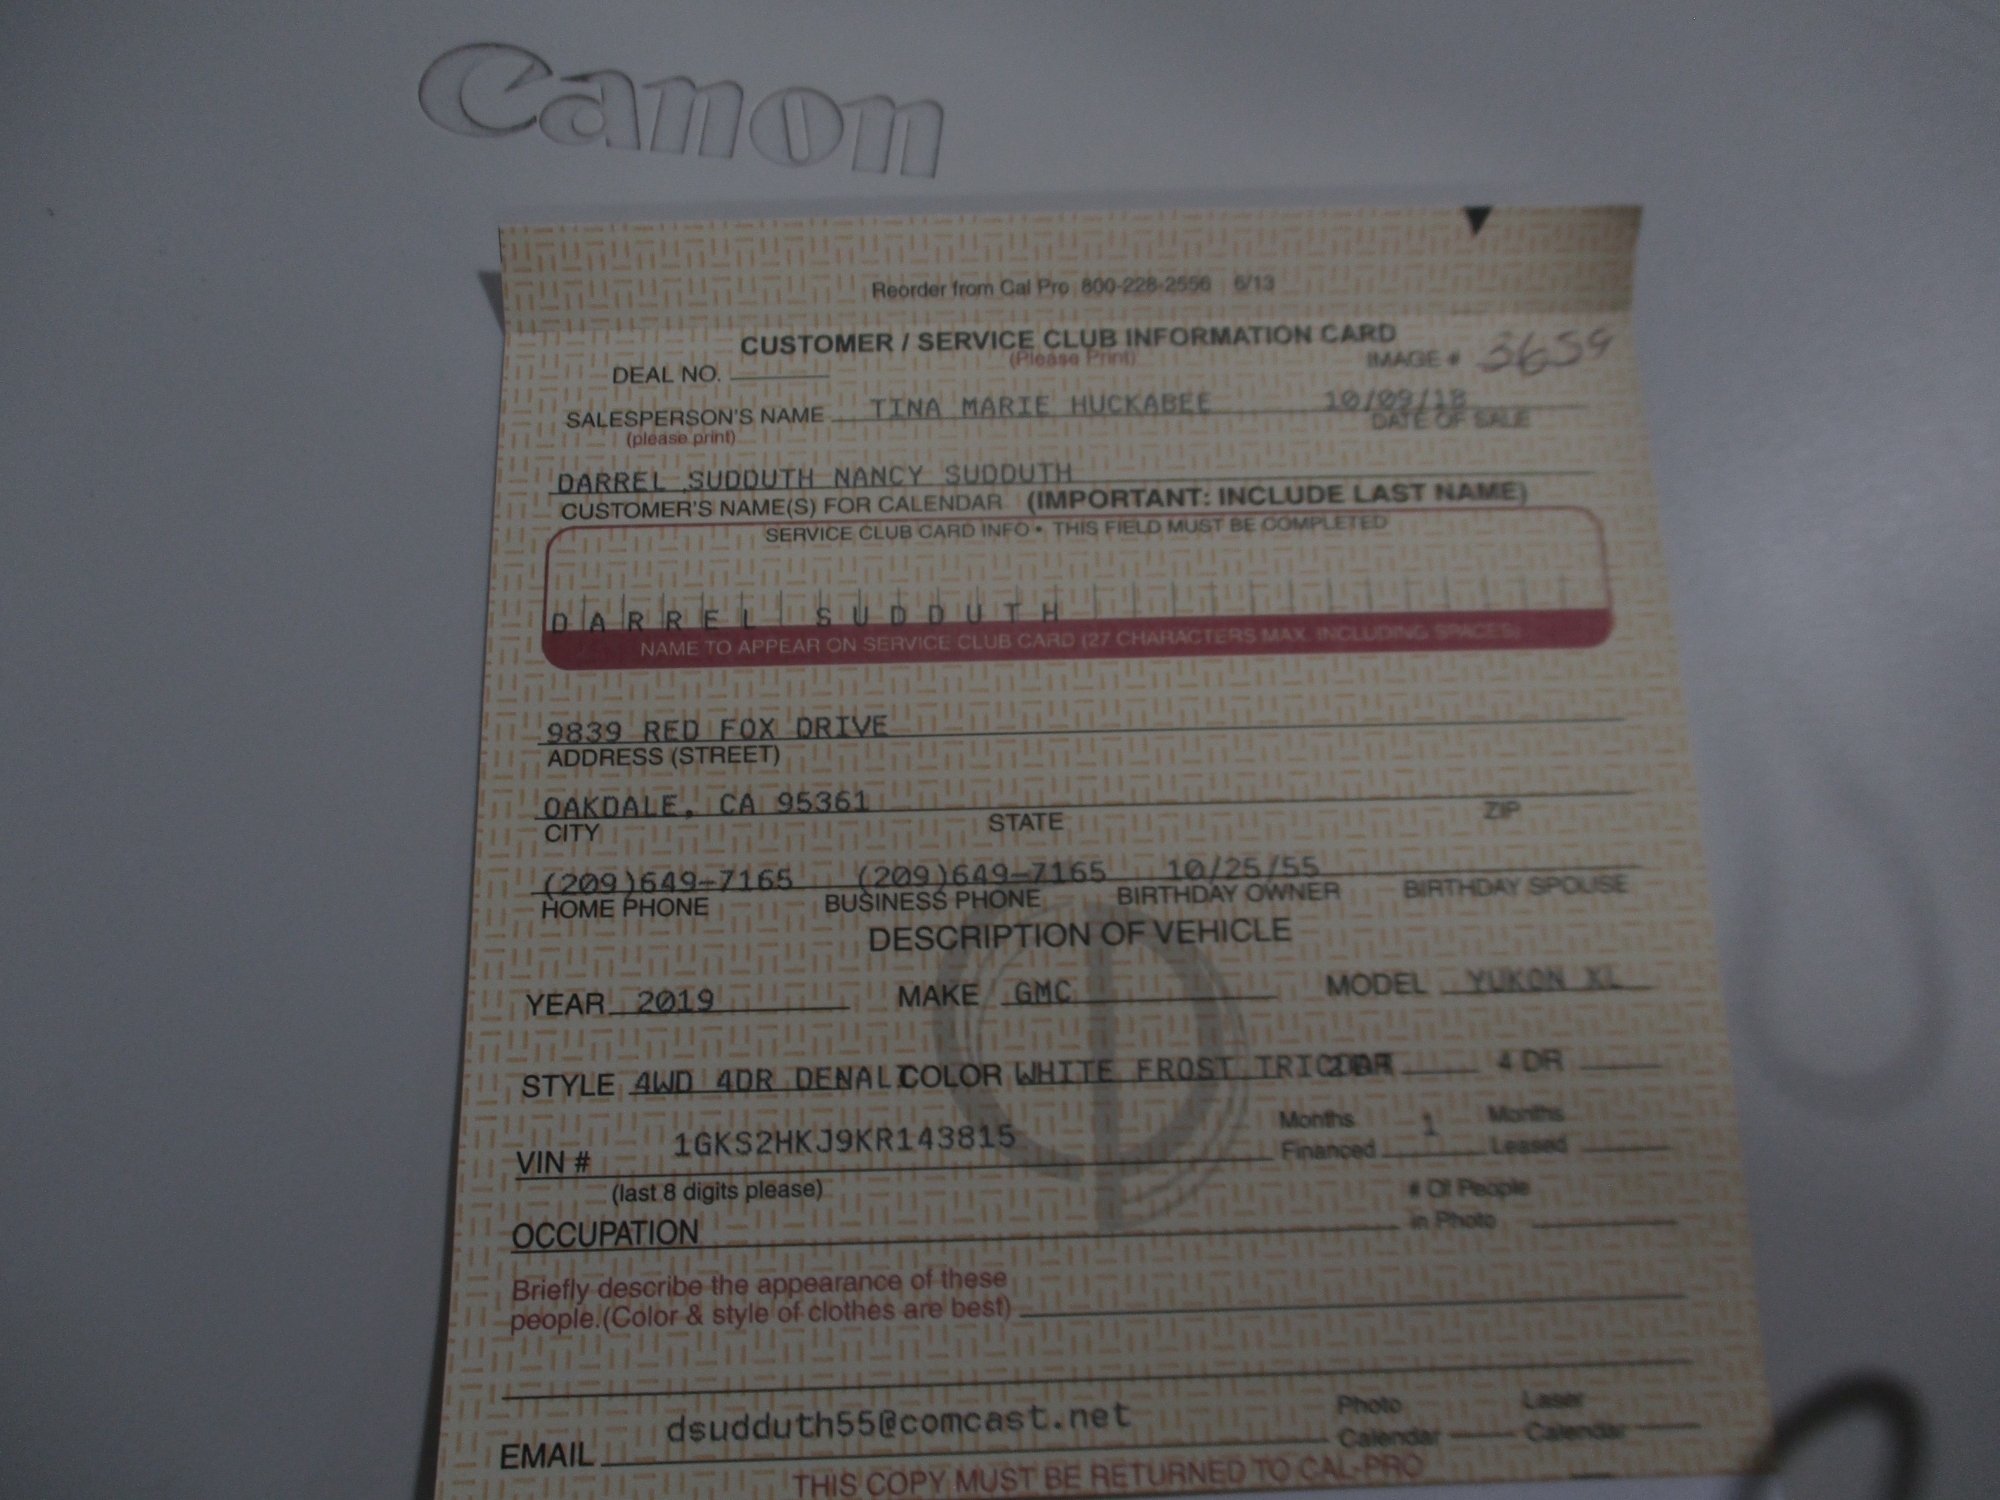 Canon
Reorder from Cal Pro 800-228-2556 6/13
CUSTOMER / SERVICE CLUB INFORMATION CARD
(Please Print)
DEAL NO.
IMAGE # 3659
SALESPERSON'S NAME TINA MARIE HUCKABEE 10/09/18
(please print) DATE OF SALE
DARREL SUDDUTH NANCY SUDDUTH
CUSTOMER'S NAME(S) FOR CALENDAR (IMPORTANT: INCLUDE LAST NAME)
SERVICE CLUB CARD INFO • THIS FIELD MUST BE COMPLETED
DARREL SUDDUTH
NAME TO APPEAR ON SERVICE CLUB CARD (27 CHARACTERS MAX. INCLUDING SPACES)
9839 RED FOX DRIVE
ADDRESS (STREET)
OAKDALE, CA 95361
CITY STATE ZIP
(209)649-7165 (209)649-7165 10/25/55
HOME PHONE BUSINESS PHONE BIRTHDAY OWNER BIRTHDAY SPOUSE
DESCRIPTION OF VEHICLE
YEAR 2019 MAKE GMC MODEL YUKON XL
STYLE 4WD 4DR DENALI COLOR WHITE FROST TRICOAT 2 DR 4 DR
VIN # 1GKS2HKJ9KR143815 Months Financed 1 Months Leased
(last 8 digits please)
OCCUPATION # Of People in Photo
Briefly describe the appearance of these
people.(Color & style of clothes are best)
EMAIL dsudduth55@comcast.net Photo Calendar Laser Calendar
THIS COPY MUST BE RETURNED TO CAL-PRO